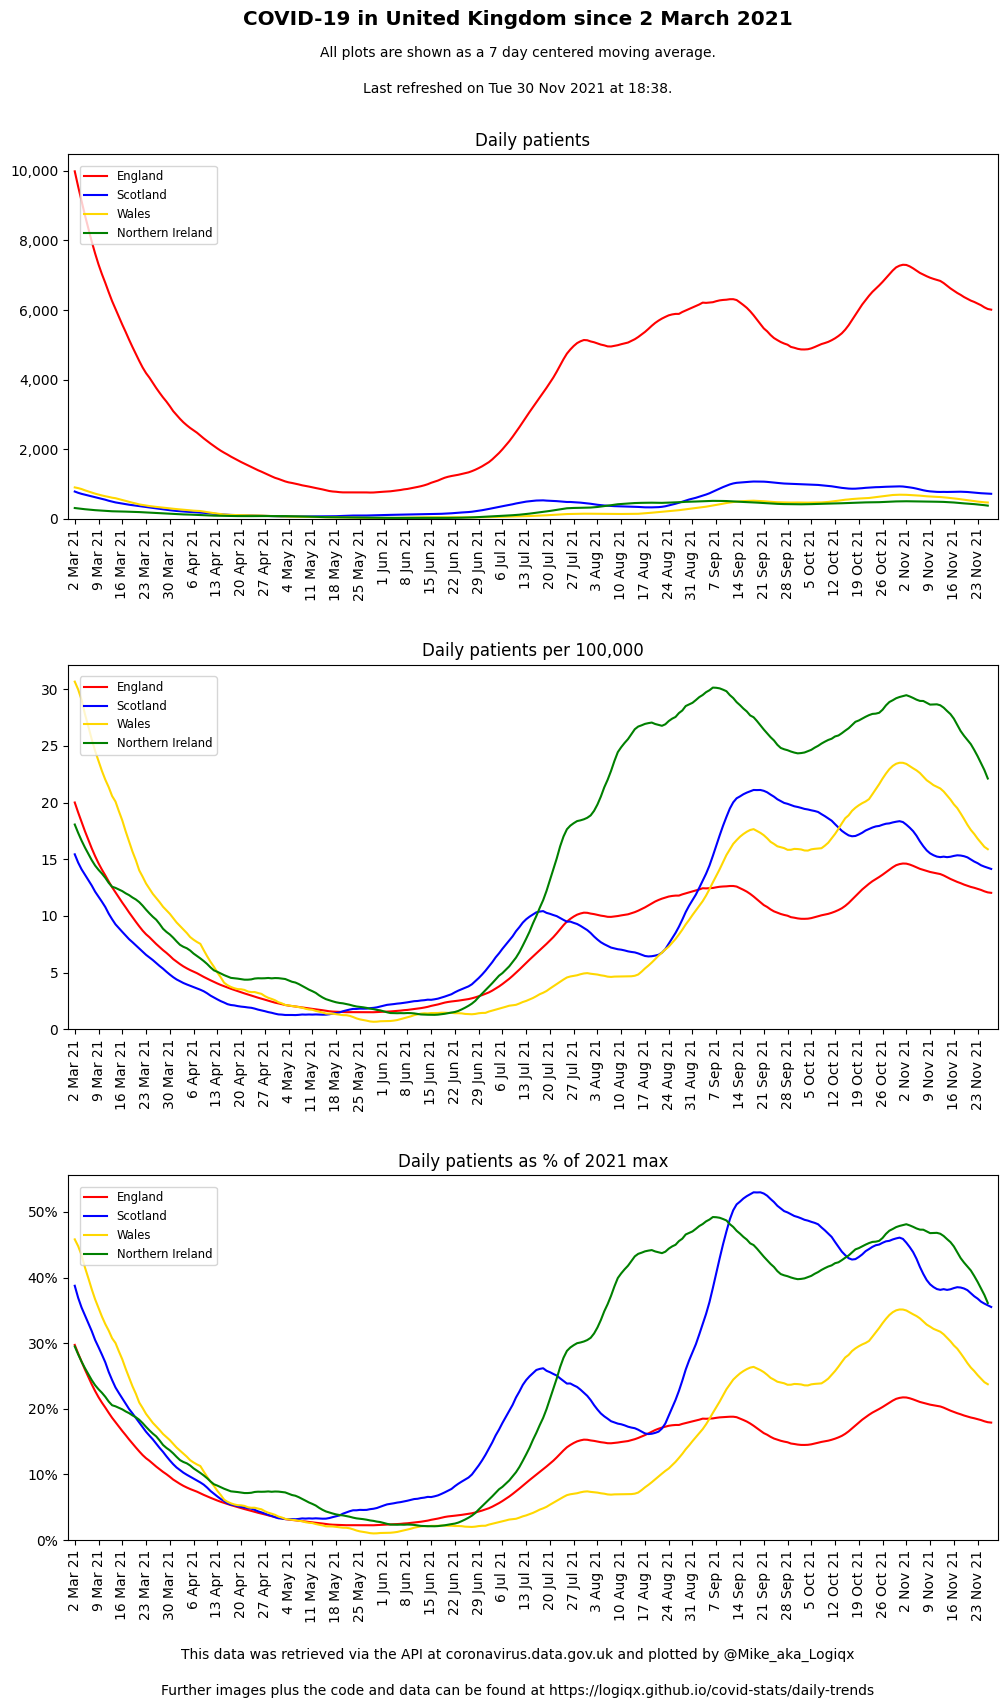 COVID-19 in United Kingdom since 2 March 2021
All plots are shown as a 7 day centered moving average.
Last refreshed on Tue 30 Nov 2021 at 18:38.
Daily patients
10,000
8,000
6,000
4,000
2,000
0
England
Scotland
Wales
Northern Ireland
2 Mar 21
9 Mar 21
16 Mar 21
23 Mar 21
30 Mar 21
6 Apr 21
13 Apr 21
20 Apr 21
27 Apr 21
4 May 21
11 May 21
18 May 21
25 May 21
1 Jun 21
8 Jun 21
15 Jun 21
22 Jun 21
29 Jun 21
6 Jul 21
13 Jul 21
20 Jul 21
27 Jul 21
3 Aug 21
10 Aug 21
17 Aug 21
24 Aug 21
31 Aug 21
7 Sep 21
14 Sep 21
21 Sep 21
28 Sep 21
5 Oct 21
12 Oct 21
19 Oct 21
26 Oct 21
2 Nov 21
9 Nov 21
16 Nov 21
23 Nov 21
Daily patients per 100,000
30
25
20
15
10
5
0
England
Scotland
Wales
Northern Ireland
2 Mar 21
9 Mar 21
16 Mar 21
23 Mar 21
30 Mar 21
6 Apr 21
13 Apr 21
20 Apr 21
27 Apr 21
4 May 21
11 May 21
18 May 21
25 May 21
1 Jun 21
8 Jun 21
15 Jun 21
22 Jun 21
29 Jun 21
6 Jul 21
13 Jul 21
20 Jul 21
27 Jul 21
3 Aug 21
10 Aug 21
17 Aug 21
24 Aug 21
31 Aug 21
7 Sep 21
14 Sep 21
21 Sep 21
28 Sep 21
5 Oct 21
12 Oct 21
19 Oct 21
26 Oct 21
2 Nov 21
9 Nov 21
16 Nov 21
23 Nov 21
Daily patients as % of 2021 max
50%
40%
30%
20%
10%
0%
England
Scotland
Wales
Northern Ireland
2 Mar 21
9 Mar 21
16 Mar 21
23 Mar 21
30 Mar 21
6 Apr 21
13 Apr 21
20 Apr 21
27 Apr 21
4 May 21
11 May 21
18 May 21
25 May 21
1 Jun 21
8 Jun 21
15 Jun 21
22 Jun 21
29 Jun 21
6 Jul 21
13 Jul 21
20 Jul 21
27 Jul 21
3 Aug 21
10 Aug 21
17 Aug 21
24 Aug 21
31 Aug 21
7 Sep 21
14 Sep 21
21 Sep 21
28 Sep 21
5 Oct 21
12 Oct 21
19 Oct 21
26 Oct 21
2 Nov 21
9 Nov 21
16 Nov 21
23 Nov 21
This data was retrieved via the API at coronavirus.data.gov.uk and plotted by @Mike_aka_Logiqx
Further images plus the code and data can be found at https://logiqx.github.io/covid-stats/daily-trends